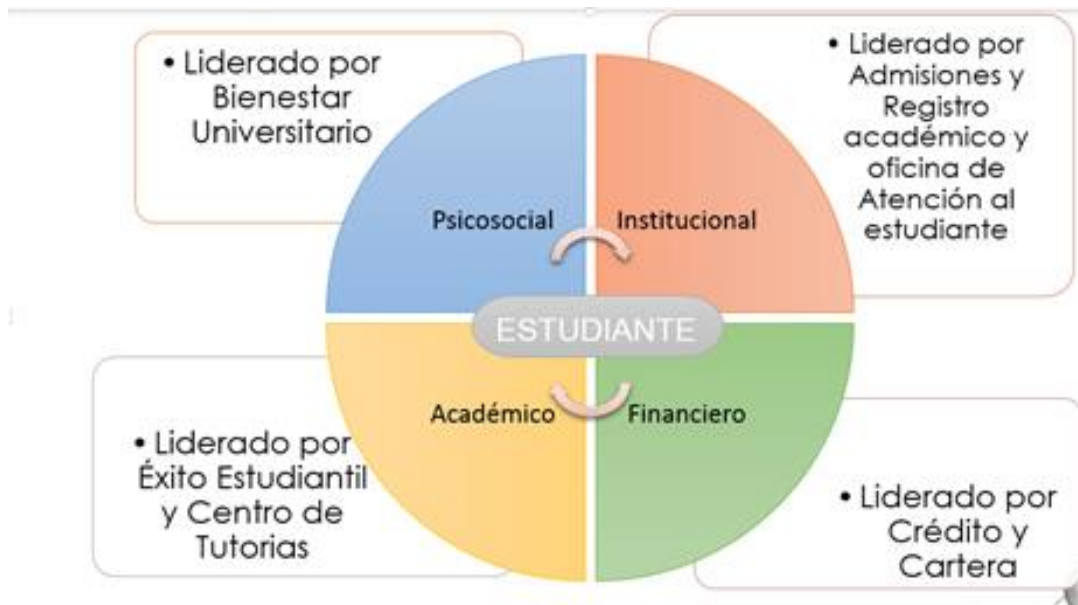 • Liderado por
Bienestar
Universitario
• Liderado por
Admisiones y
Registro
académico y
oficina de
Atención al
estudiante
Psicosocial
Institucional
ESTUDIANTE
Académico
Financiero
• Liderado por
Éxito Estudiantil
y Centro de
Tutorias
• Liderado por
Crédito y
Cartera